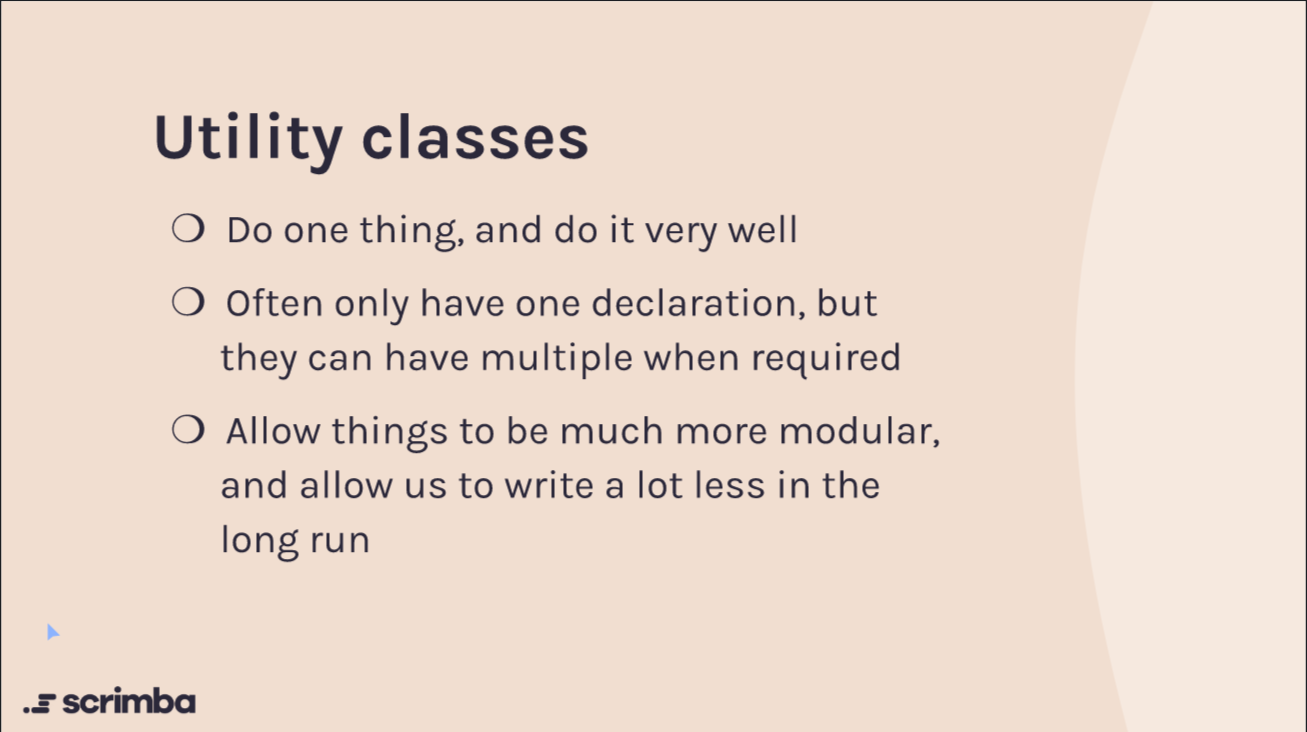 Utility classes
Do one thing, and do it very well
Often only have one declaration, but
they can have multiple when required
Allow things to be much more modular,
and allow us to write a lot less in the
long run
scrimba